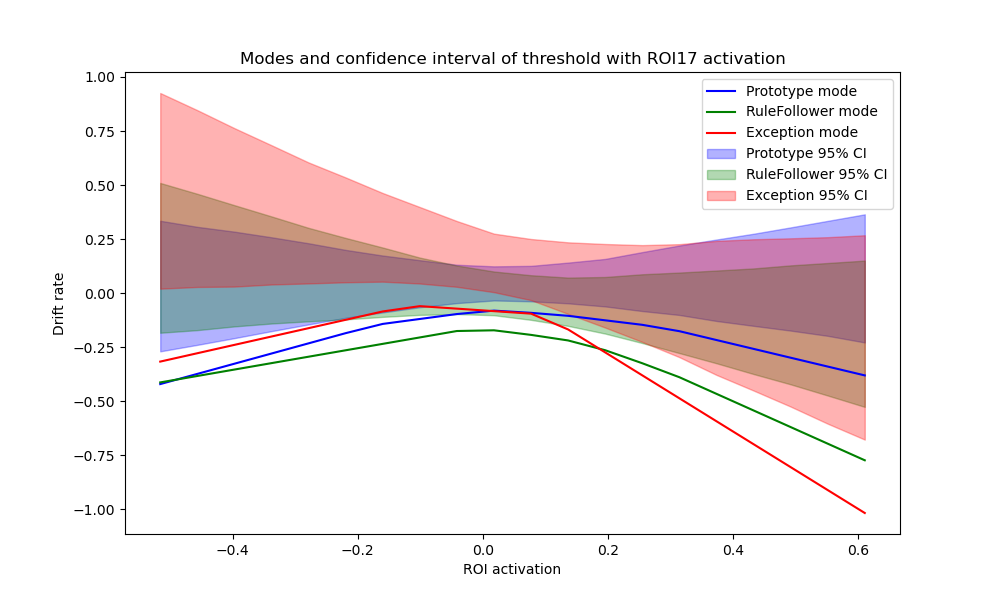 Modes and confidence interval of threshold with ROI17 activation
1.00
0.75
0.50
0.25
0.00
−0.25
−0.50
−0.75
−1.00
Drift rate
Prototype mode
RuleFollower mode
Exception mode
Prototype 95% CI
RuleFollower 95% CI
Exception 95% CI
−0.4
−0.2
0.0
0.2
0.4
0.6
ROI activation